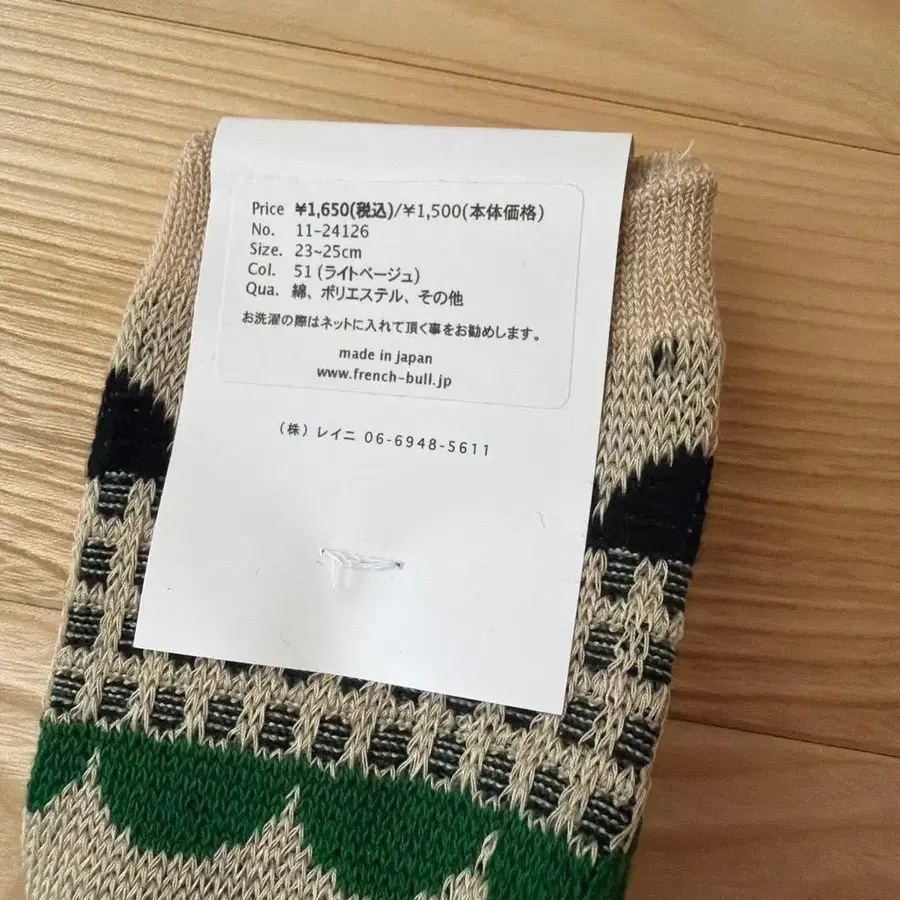 Price ¥1,650(税込)/¥1,500(本体価格)
No. 11-24126
Size. 23~25cm
Col. 51 (ライトベージュ)
Qua. 綿、ポリエステル、その他
お洗濯の際はネットに入れて頂く事をお勧めします。
made in japan
www.french-bull.jp
(株) レイニ 06-6948-5611